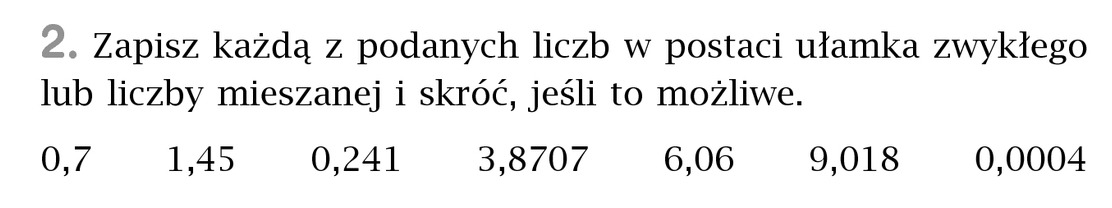 2. Zapisz każdą z podanych liczb w postaci ułamka zwykłego
lub liczby mieszanej i skróć, jeśli to możliwe.
0,7 1,45 0,241 3,8707 6,06 9,018 0,0004